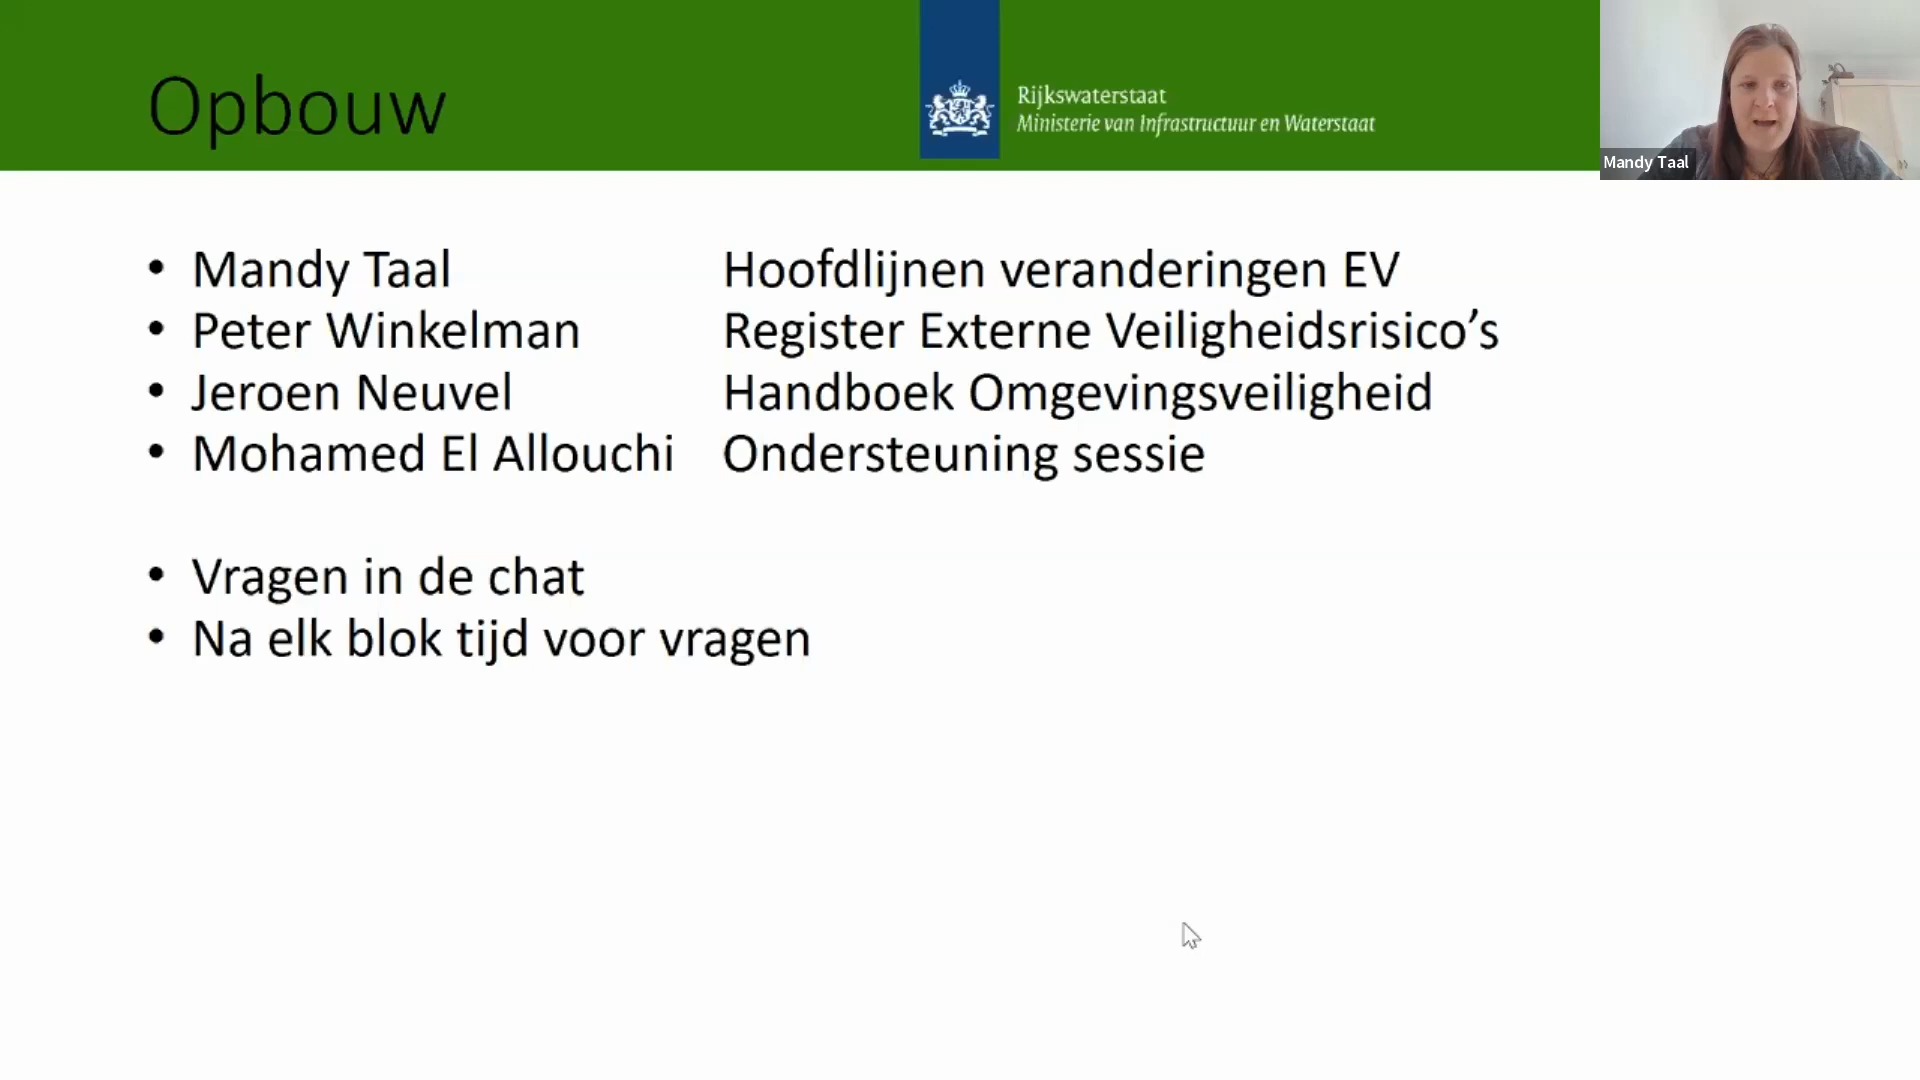 Opbouw
Rijkswaterstaat
Ministerie van Infrastructuur en Waterstaat
Mandy Taal
• Mandy Taal Hoofdlijnen veranderingen EV
• Peter Winkelman Register Externe Veiligheidsrisico’s
• Jeroen Neuvel Handboek Omgevingsveiligheid
• Mohamed El Allouchi Ondersteuning sessie
• Vragen in de chat
• Na elk blok tijd voor vragen